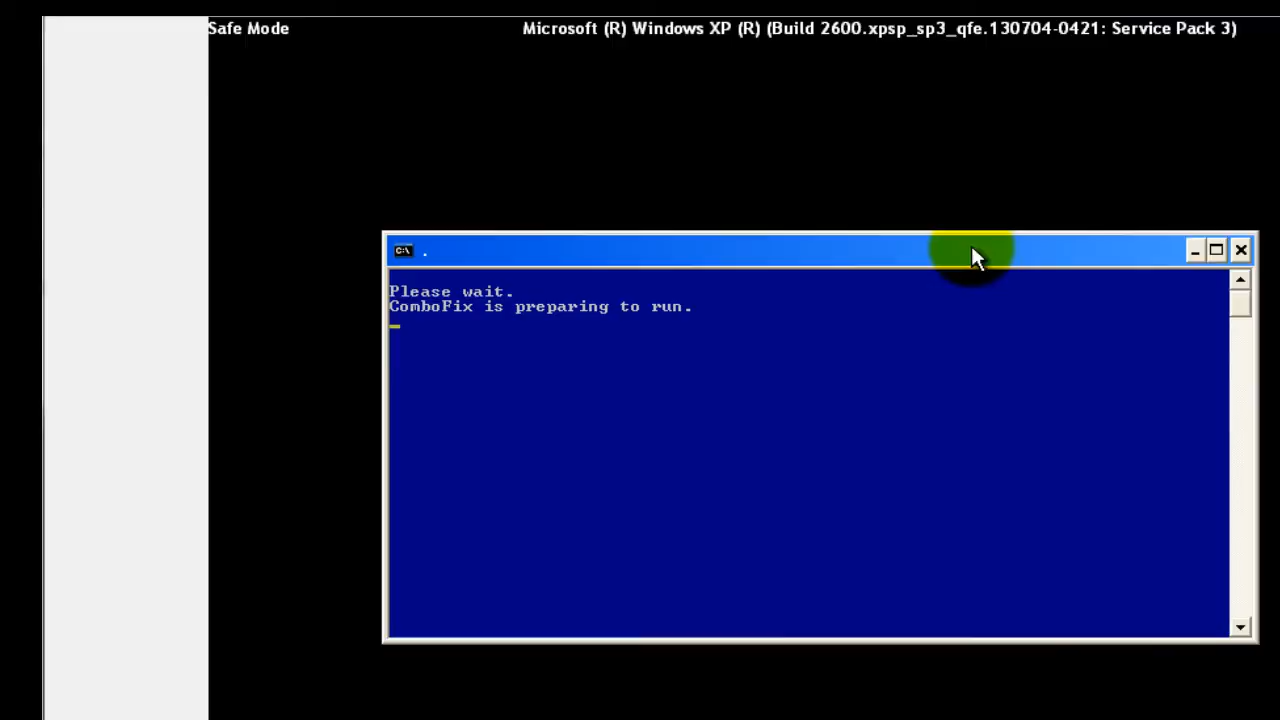 Safe Mode
Microsoft (R) Windows XP (R) (Build 2600.xpsp_sp3_qfe.130704-0421: Service Pack 3)
C:\ .
Please wait.
ComboFix is preparing to run.